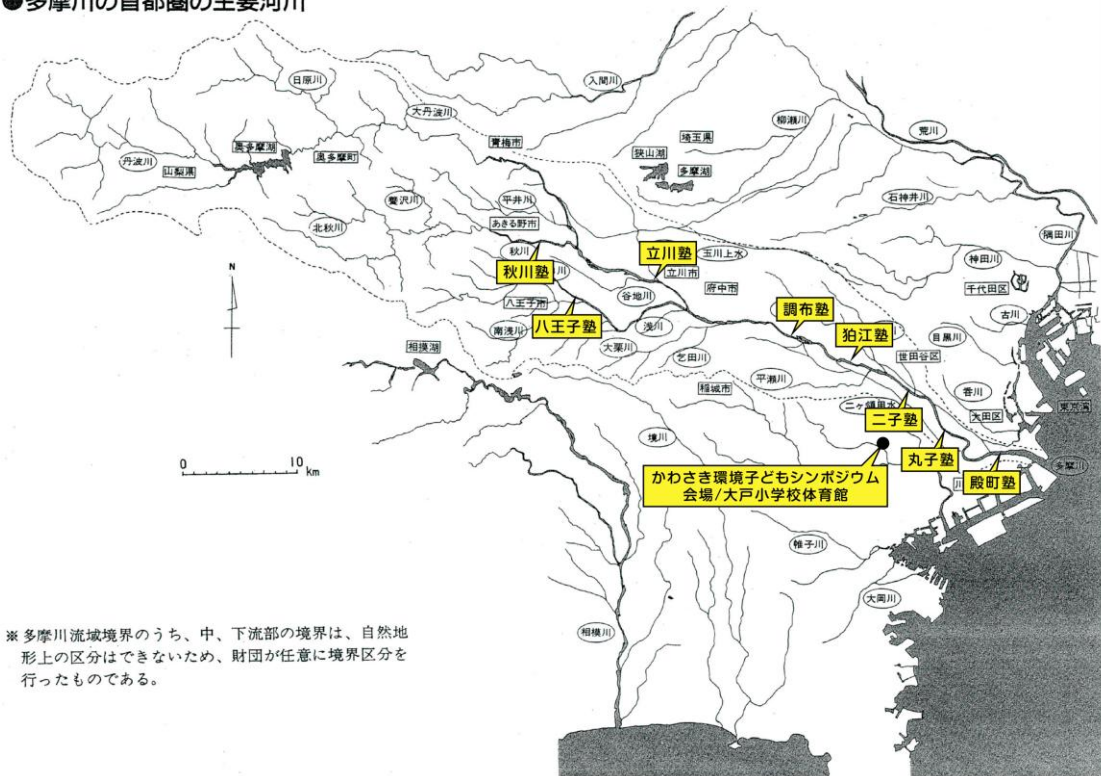 ●多摩川の首都圏の主要河川
日原川
入間川
大丹波川
柳瀬川
荒川
青梅市
埼玉県
狭山湖
多摩湖
奥多摩湖
奥多摩町
丹波川
山梨県
養沢川
平井川
石神井川
あきる野市
北秋川
隅田川
秋川
立川塾
玉川上水
神田川
秋川塾
川
立川市
千代田区
N
谷地川
府中市
八王子市
調布塾
古川
南浅川
八王子塾
浅川
狛江塾
目黒川
相模湖
大栗川
乞田川
世田谷区
平瀬川
稲城市
香川
二ヶ領用水
大田区
東京湾
二子塾
境川
0 10 km
丸子塾
多摩川
かわさき環境子どもシンポジウム
会場/大戸小学校体育館
川
殿町塾
帷子川
大岡川
相模川
※多摩川流域境界のうち、中、下流部の境界は、自然地
形上の区分はできないため、財団が任意に境界区分を
行ったものである。